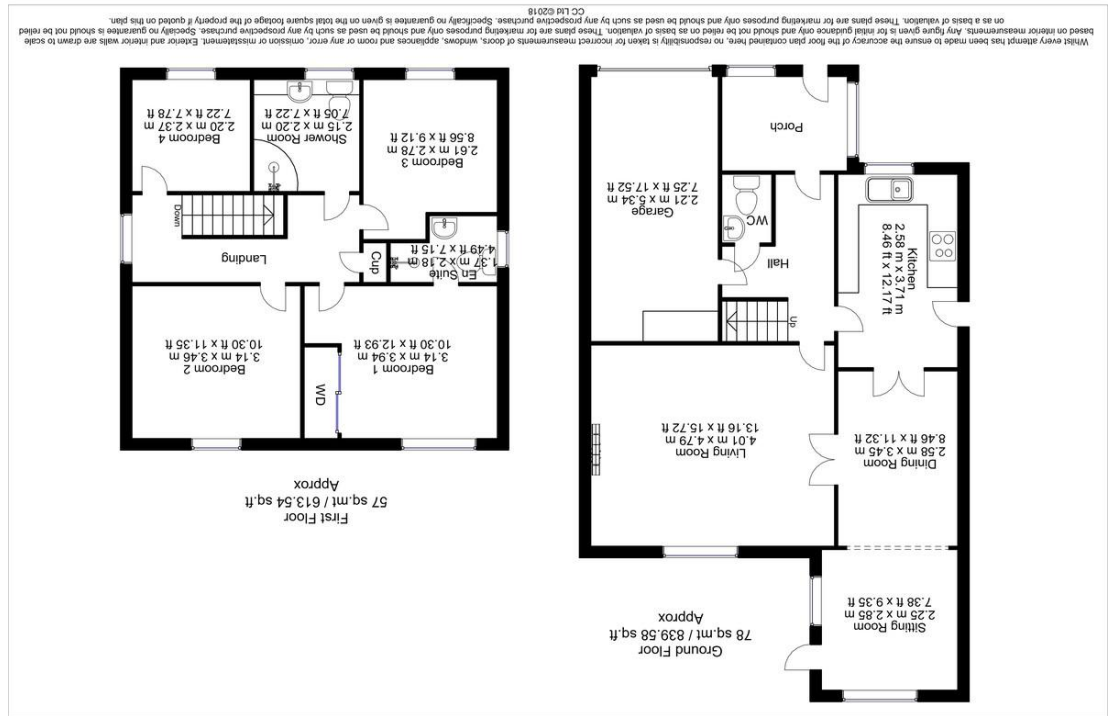 Ground Floor
78 sq.mt / 839.58 sq.ft
Approx
Sitting Room
2.25 m x 2.85 m
7.38 ft x 9.35 ft
Dining Room
2.58 m x 3.45 m
8.46 ft x 11.32 ft
Living Room
4.01 m x 4.79 m
13.16 ft x 15.72 ft
Kitchen
2.58 m x 3.71 m
8.46 ft x 12.17 ft
Up
Hall
WC
Garage
2.21 m x 5.34 m
7.25 ft x 17.52 ft
Porch
First Floor
57 sq.mt / 613.54 sq.ft
Approx
Bedroom 1
3.14 m x 3.94 m
10.30 ft x 12.93 ft
WD
Bedroom 2
3.14 m x 3.46 m
10.30 ft x 11.35 ft
En Suite
1.37 m x 2.18 m
4.49 ft x 7.15 ft
Cup
Landing
Down
Bedroom 3
2.61 m x 2.78 m
8.56 ft x 9.12 ft
Shower Room
2.15 m x 2.20 m
7.05 ft x 7.22 ft
Bedroom 4
2.20 m x 2.37 m
7.22 ft x 7.78 ft
Whilst every attempt has been made to ensure the accuracy of the floor plan contained here, no responsibility is taken for incorrect measurements of doors, windows, appliances and room or any error, omission or misstatement. Exterior and interior walls are drawn to scale
based on interior measurements. Any figure given is for initial guidance only and should not be relied on as basis of valuation. These plans are for marketing purposes only and should be used as such by any prospective purchase. Specially no guarantee is should not be relied
on as a basis of valuation. These plans are for marketing purposes only and should be used as such by any prospective purchase. Specifically no guarantee is given on the total square footage of the property if quoted on this plan.
CC Ltd ©2018